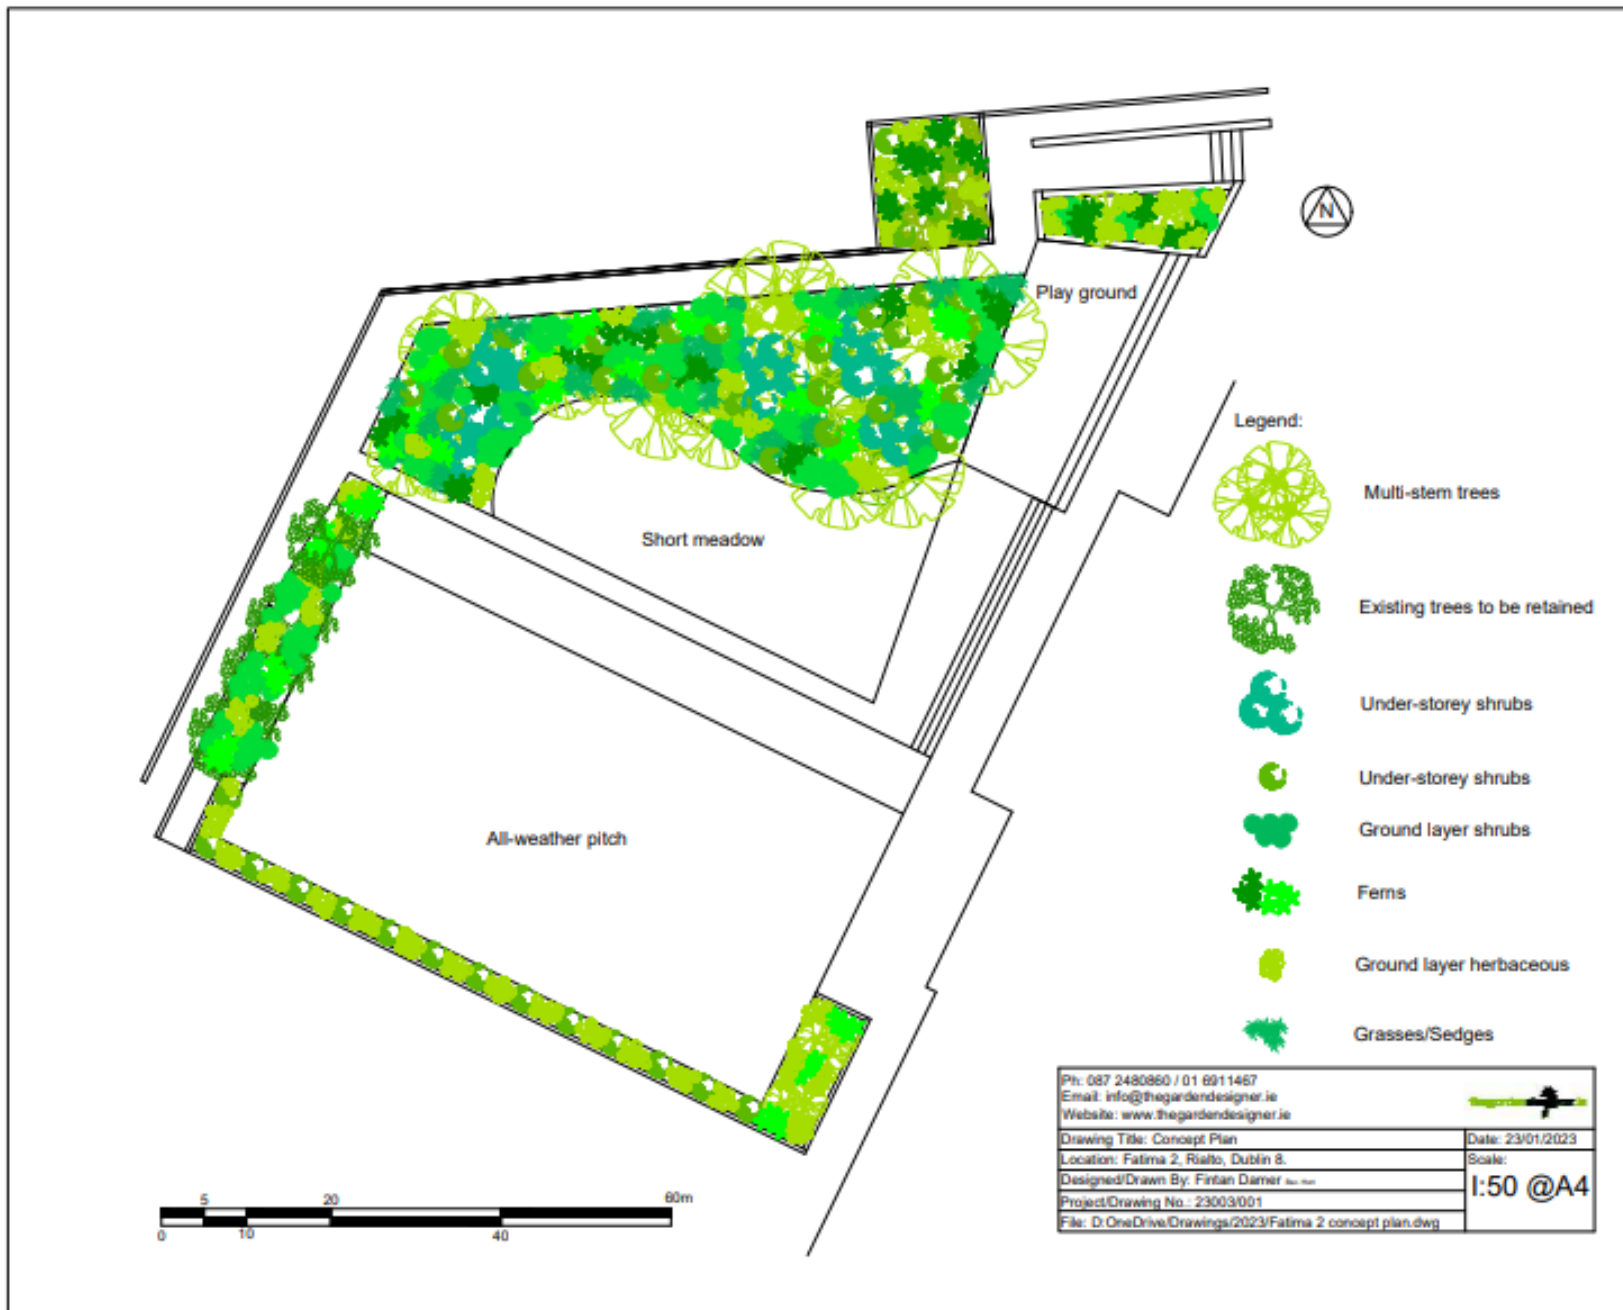 N
Play ground
Legend:
Multi-stem trees
Short meadow
Existing trees to be retained
Under-storey shrubs
Under-storey shrubs
All-weather pitch
Ground layer shrubs
Ferns
Ground layer herbaceous
Grasses/Sedges
Ph: 087 2480860 / 01 6911467
Email: info@thegardendesigner.ie
Website: www.thegardendesigner.ie
Drawing Title: Concept Plan
Date: 23/01/2023
Location: Fatima 2, Rialto, Dublin 8.
Scale:
I:50 @A4
Designed/Drawn By: Fintan Damer
Project/Drawing No.: 23003/001
File: D:OneDrive/Drawings/2023/Fatima 2 concept plan.dwg
5 20 60m
0 10 40